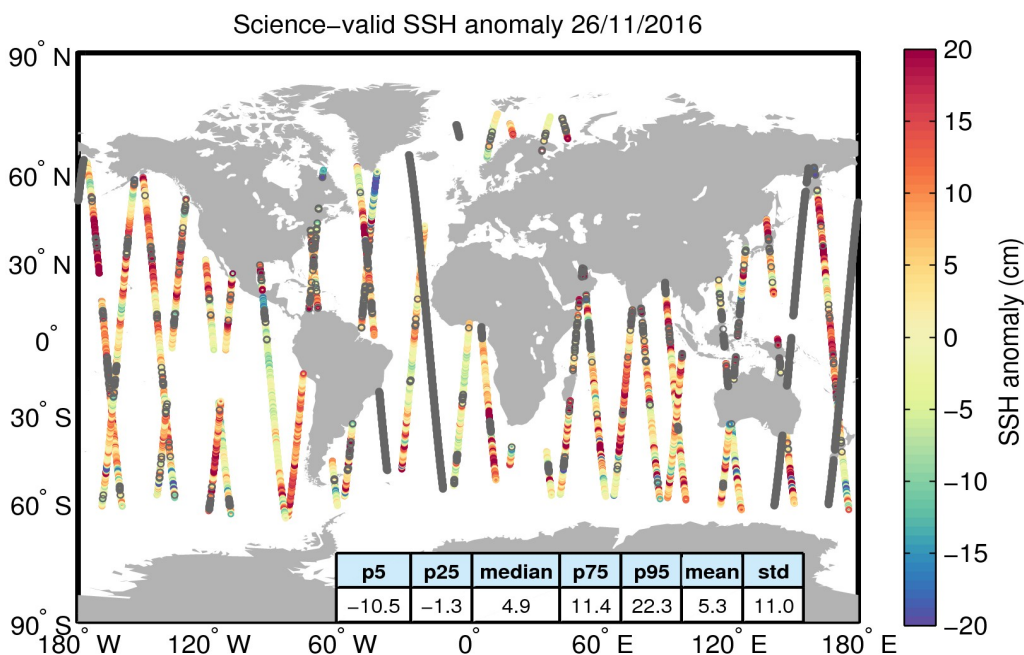 Science−valid SSH anomaly 26/11/2016
90° N
60° N
30° N
0°
30° S
60° S
90° S
180° W
120° W
60° W
0°
60° E
120° E
180° E
p5 p25 median p75 p95 mean std
−10.5 −1.3 4.9 11.4 22.3 5.3 11.0
20
15
10
5
0
−5
−10
−15
−20
SSH anomaly (cm)